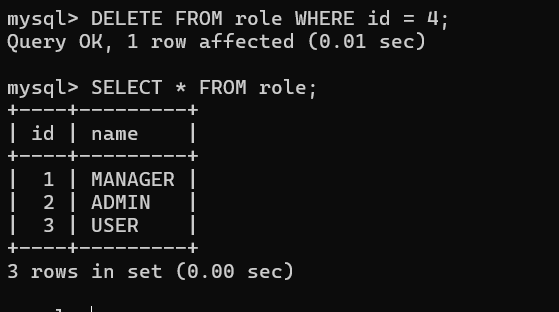 mysql> DELETE FROM role WHERE id = 4;
Query OK, 1 row affected (0.01 sec)
mysql> SELECT * FROM role;
+----+---------+
| id | name    |
+----+---------+
|  1 | MANAGER |
|  2 | ADMIN   |
|  3 | USER    |
+----+---------+
3 rows in set (0.00 sec)